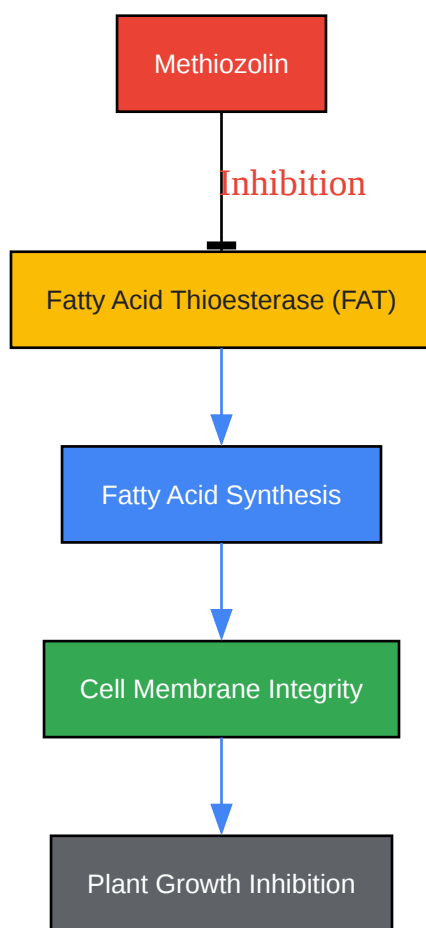 Methiozolin
Inhibition
Fatty Acid Thioesterase (FAT)
Fatty Acid Synthesis
Cell Membrane Integrity
Plant Growth Inhibition